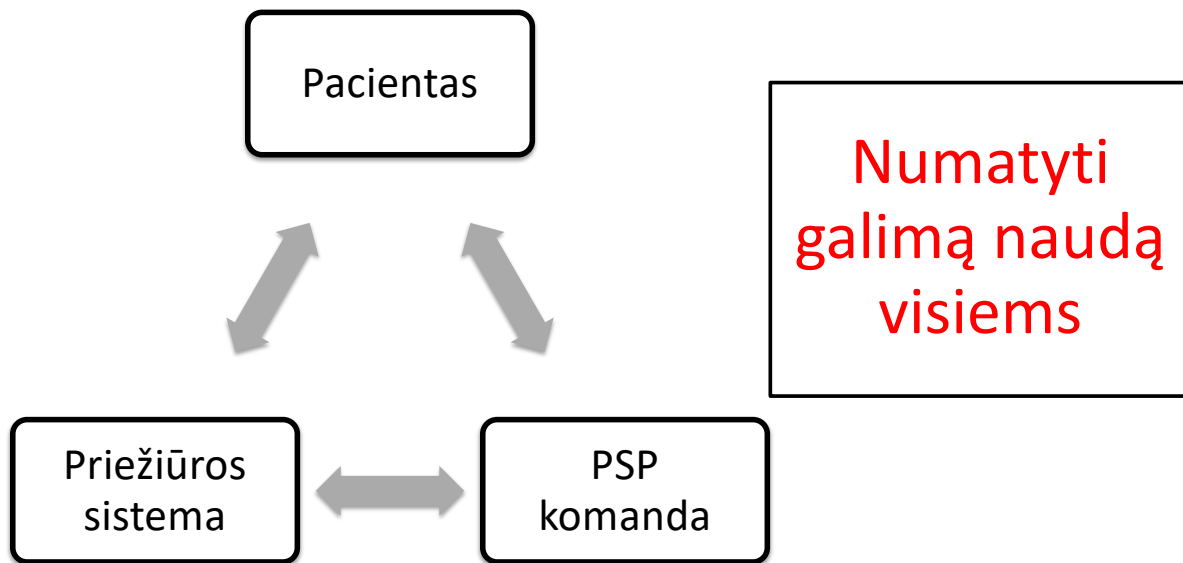 Pacientas
Numatyti
galimą naudą
visiems
Priežiūros
sistema
PSP
komanda